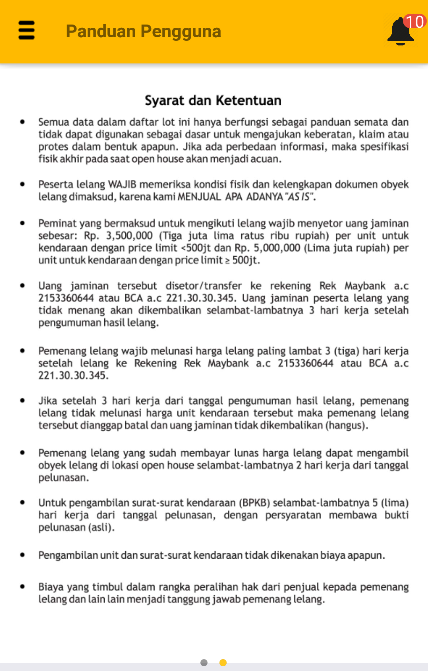 Panduan Pengguna
10
Syarat dan Ketentuan
• Semua data dalam daftar lot ini hanya berfungsi sebagai panduan semata dan
tidak dapat digunakan sebagai dasar untuk mengajukan keberatan, klaim atau
protes dalam bentuk apapun. Jika ada perbedaan informasi, maka spesifikasi
fisik akhir pada saat open house akan menjadi acuan.
• Peserta lelang WAJIB memeriksa kondisi fisik dan kelengkapan dokumen obyek
lelang dimaksud, karena kami MENJUAL APA ADANYA "AS IS".
• Peminat yang bermaksud untuk mengikuti lelang wajib menyetor uang jaminan
sebesar: Rp. 3,500,000 (Tiga juta lima ratus ribu rupiah) per unit untuk
kendaraan dengan price limit <500jt dan Rp. 5,000,000 (Lima juta rupiah) per
unit untuk kendaraan dengan price limit ≥ 500jt.
• Uang jaminan tersebut disetor/transfer ke rekening Rek Maybank a.c
2153360644 atau BCA a.c 221.30.30.345. Uang jaminan peserta lelang yang
tidak menang akan dikembalikan selambat-lambatnya 3 hari kerja setelah
pengumuman hasil lelang.
• Pemenang lelang wajib melunasi harga lelang paling lambat 3 (tiga) hari kerja
setelah lelang ke Rekening Rek Maybank a.c 2153360644 atau BCA a.c
221.30.30.345.
• Jika setelah 3 hari kerja dari tanggal pengumuman hasil lelang, pemenang
lelang tidak melunasi harga unit kendaraan tersebut maka pemenang lelang
tersebut dianggap batal dan uang jaminan tidak dikembalikan (hangus).
• Pemenang lelang yang sudah membayar lunas harga lelang dapat mengambil
obyek lelang di lokasi open house selambat-lambatnya 2 hari kerja dari tanggal
pelunasan.
• Untuk pengambilan surat-surat kendaraan (BPKB) selambat-lambatnya 5 (lima)
hari kerja dari tanggal pelunasan, dengan persyaratan membawa bukti
pelunasan (asli).
• Pengambilan unit dan surat-surat kendaraan tidak dikenakan biaya apapun.
• Biaya yang timbul dalam rangka peralihan hak dari penjual kepada pemenang
lelang dan lain lain menjadi tanggung jawab pemenang lelang.